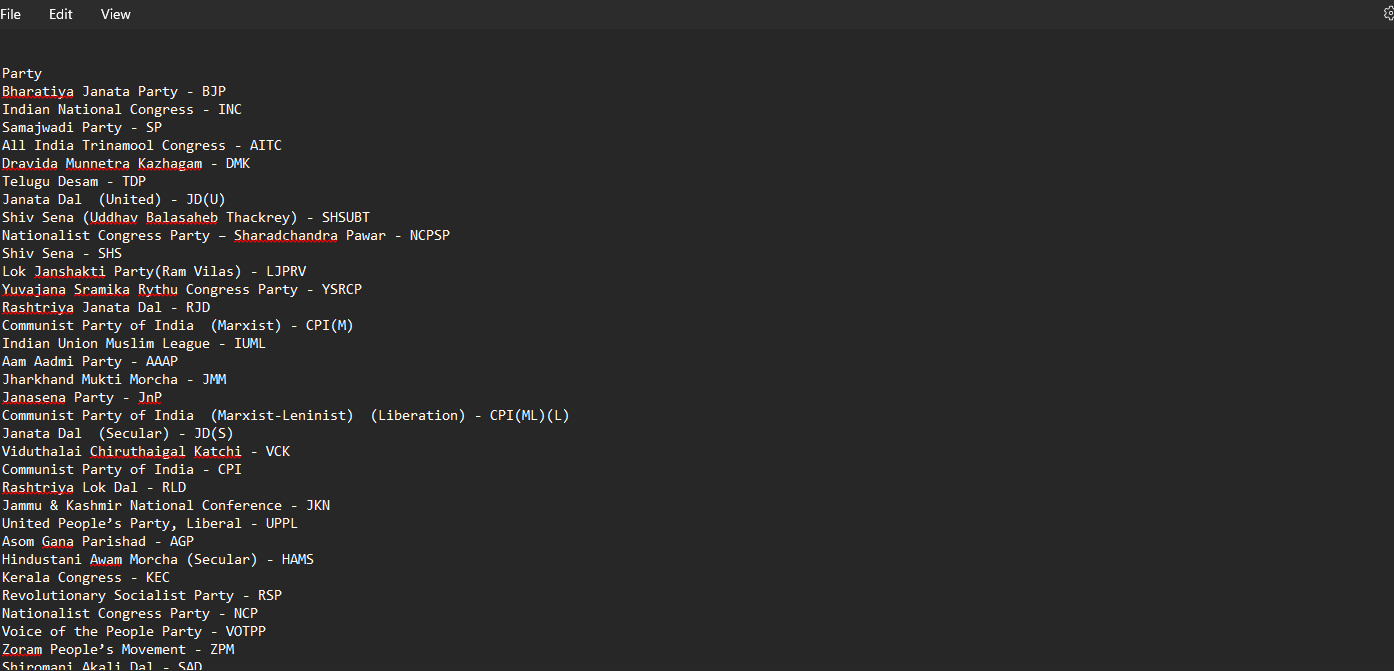 File Edit View
Party
Bharatiya Janata Party - BJP
Indian National Congress - INC
Samajwadi Party - SP
All India Trinamool Congress - AITC
Dravida Munnetra Kazhagam - DMK
Telugu Desam - TDP
Janata Dal  (United) - JD(U)
Shiv Sena (Uddhav Balasaheb Thackrey) - SHSUBT
Nationalist Congress Party – Sharadchandra Pawar - NCPSP
Shiv Sena - SHS
Lok Janshakti Party(Ram Vilas) - LJPRV
Yuvajana Sramika Rythu Congress Party - YSRCP
Rashtriya Janata Dal - RJD
Communist Party of India  (Marxist) - CPI(M)
Indian Union Muslim League - IUML
Aam Aadmi Party - AAAP
Jharkhand Mukti Morcha - JMM
Janasena Party - JnP
Communist Party of India  (Marxist-Leninist)  (Liberation) - CPI(ML)(L)
Janata Dal  (Secular) - JD(S)
Viduthalai Chiruthaigal Katchi - VCK
Communist Party of India - CPI
Rashtriya Lok Dal - RLD
Jammu & Kashmir National Conference - JKN
United People’s Party, Liberal - UPPL
Asom Gana Parishad - AGP
Hindustani Awam Morcha (Secular) - HAMS
Kerala Congress - KEC
Revolutionary Socialist Party - RSP
Nationalist Congress Party - NCP
Voice of the People Party - VOTPP
Zoram People’s Movement - ZPM
Shiromani Akali Dal - SAD